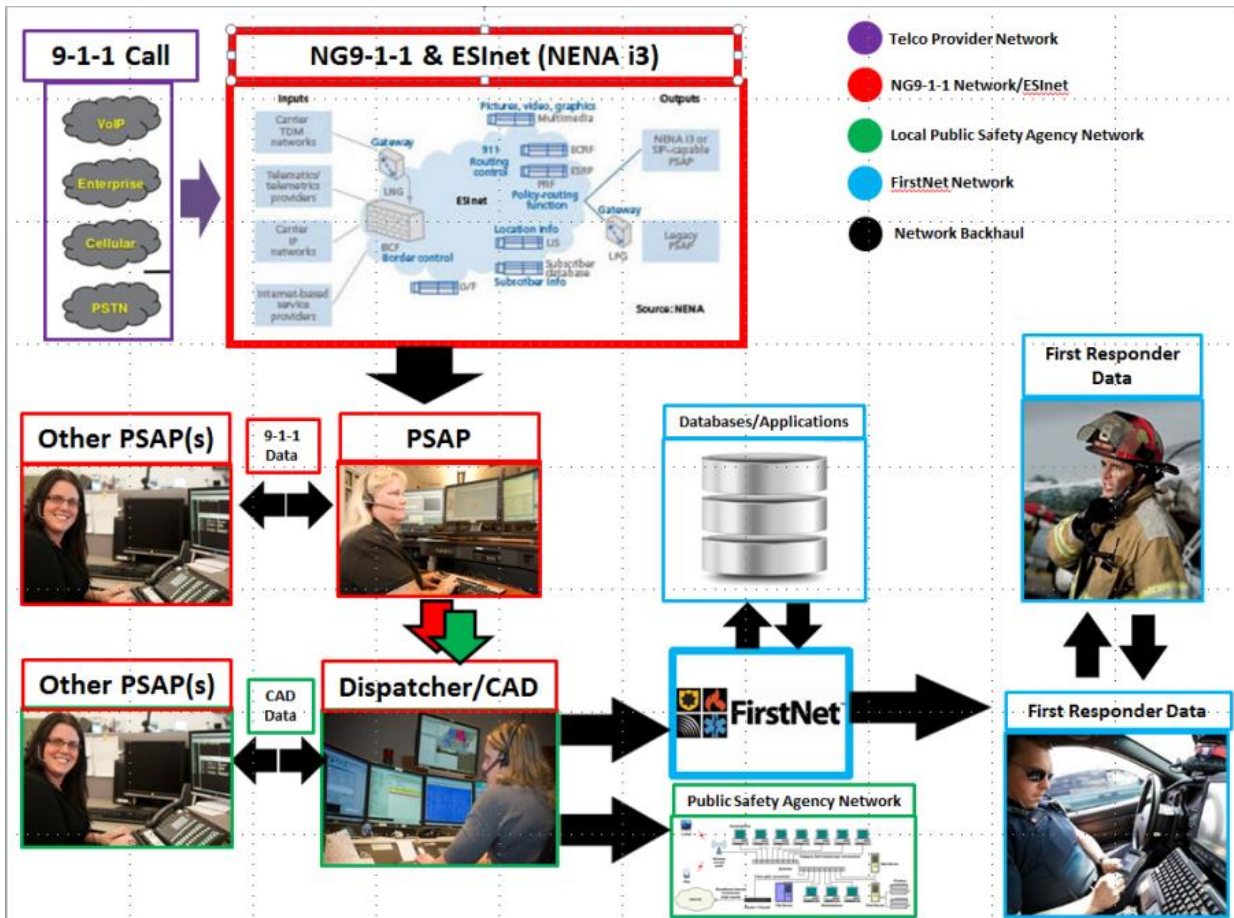 9-1-1 Call
VoIP
Enterprise
Cellular
PSTN
NG9-1-1 & ESInet (NENA i3)
Inputs
Carrier
TDM
networks
Telematics/
telemetrics
providers
Carrier
IP
networks
Internet-based
service
providers
Gateway
LNG
BCF
Border control
ESInet
Pictures, video, graphics
Multimedia
911
Routing
control
ECRF
ESRP
PRF
Policy-routing
function
Location info
LIS
Subscriber
database
Subscriber info
LVF
Gateway
LPG
Outputs
NENA i3 or
SIP-capable
PSAP
Legacy
PSAP
Source: NENA
Telco Provider Network
NG9-1-1 Network/ESInet
Local Public Safety Agency Network
FirstNet Network
Network Backhaul
Other PSAP(s)
9-1-1
Data
PSAP
Databases/Applications
First Responder
Data
Other PSAP(s)
CAD
Data
Dispatcher/CAD
FirstNet™
First Responder Data
Public Safety Agency Network